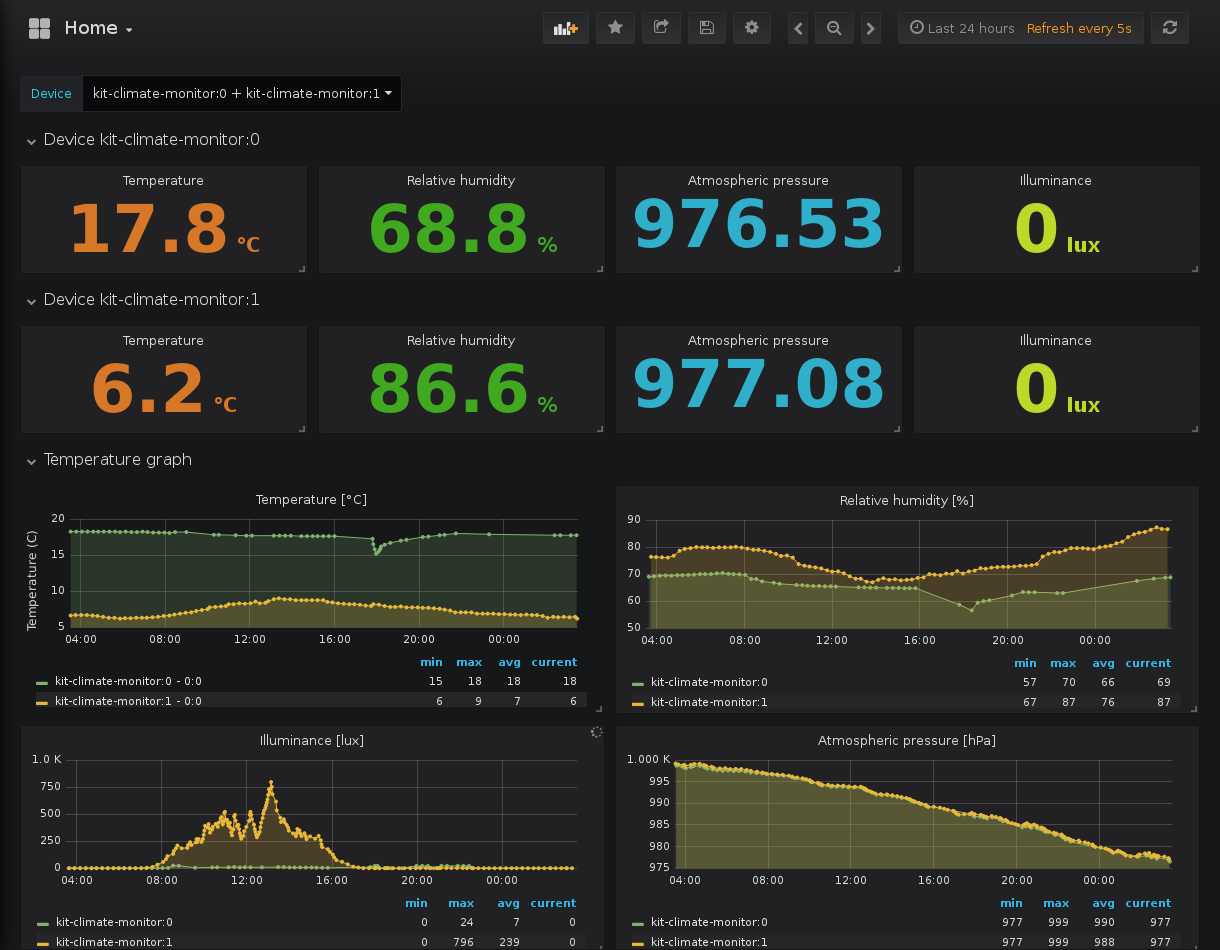 Home
Last 24 hours Refresh every 5s
Device kit-climate-monitor:0 + kit-climate-monitor:1
Device kit-climate-monitor:0
Temperature
17.8 °C
Relative humidity
68.8 %
Atmospheric pressure
976.53
Illuminance
0 lux
Device kit-climate-monitor:1
Temperature
6.2 °C
Relative humidity
86.6 %
Atmospheric pressure
977.08
Illuminance
0 lux
Temperature graph
Temperature [°C]
Temperature (C)
20
15
10
5
04:00 08:00 12:00 16:00 20:00 00:00
min max avg current
kit-climate-monitor:0 - 0:0 15 18 18 18
kit-climate-monitor:1 - 0:0 6 9 7 6
Relative humidity [%]
90
80
70
60
50
04:00 08:00 12:00 16:00 20:00 00:00
min max avg current
kit-climate-monitor:0 57 70 66 69
kit-climate-monitor:1 67 87 76 87
Illuminance [lux]
1.0 K
750
500
250
0
04:00 08:00 12:00 16:00 20:00 00:00
min max avg current
kit-climate-monitor:0 0 24 7 0
kit-climate-monitor:1 0 796 239 0
Atmospheric pressure [hPa]
1.000 K
995
990
985
980
975
04:00 08:00 12:00 16:00 20:00 00:00
min max avg current
kit-climate-monitor:0 977 999 990 977
kit-climate-monitor:1 977 999 988 977